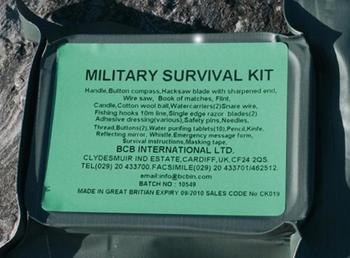 MILITARY SURVIVAL KIT
Handle,Button compass,Hacksaw blade with sharpened end,
Wire saw, Book of matches, Flint,
Candle,Cotton wool ball,Watercarriers(2)Snare wire,
Fishing hooks 10m line,Single edge razor blades(2)
Adhesive dressing(various),Safety pins,Needles,
Thread,Buttons(2),Water purifing tablets(10),Pencil,Knife,
Reflecting mirror, Whistle,Emergency message form,
Survival instructions,Masking tape,
BCB INTERNATIONAL LTD.
CLYDESMUIR IND ESTATE,CARDIFF,UK,CF24 2QS.
TEL(029) 20 433700.FACSIMILE(029) 20 433701/462512.
email:info@bcbin.com
BATCH NO : 10549
MADE IN GREAT BRITIAN EXPIRY 09-2010 SALES CODE No CK019